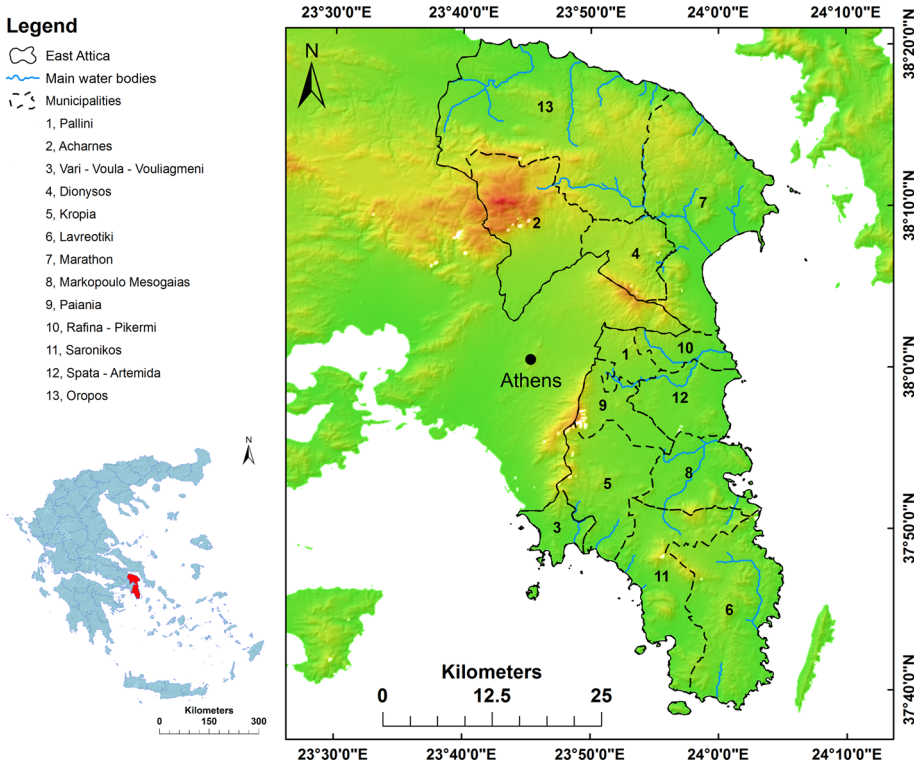 Legend
East Attica
Main water bodies
Municipalities
1, Pallini
2, Acharnes
3, Vari - Voula - Vouliagmeni
4, Dionysos
5, Kropia
6, Lavreotiki
7, Marathon
8, Markopoulo Mesogaias
9, Paiania
10, Rafina - Pikermi
11, Saronikos
12, Spata - Artemida
13, Oropos
N
Kilometers
0 150 300
23°30'0"E 23°40'0"E 23°50'0"E 24°0'0"E 24°10'0"E
N
13
7
2
4
1
10
Athens
9
12
5
8
3
11
6
Kilometers
0 12.5 25
38°20'0"N
38°10'0"N
38°0'0"N
37°50'0"N
37°40'0"N
23°30'0"E 23°40'0"E 23°50'0"E 24°0'0"E 24°10'0"E